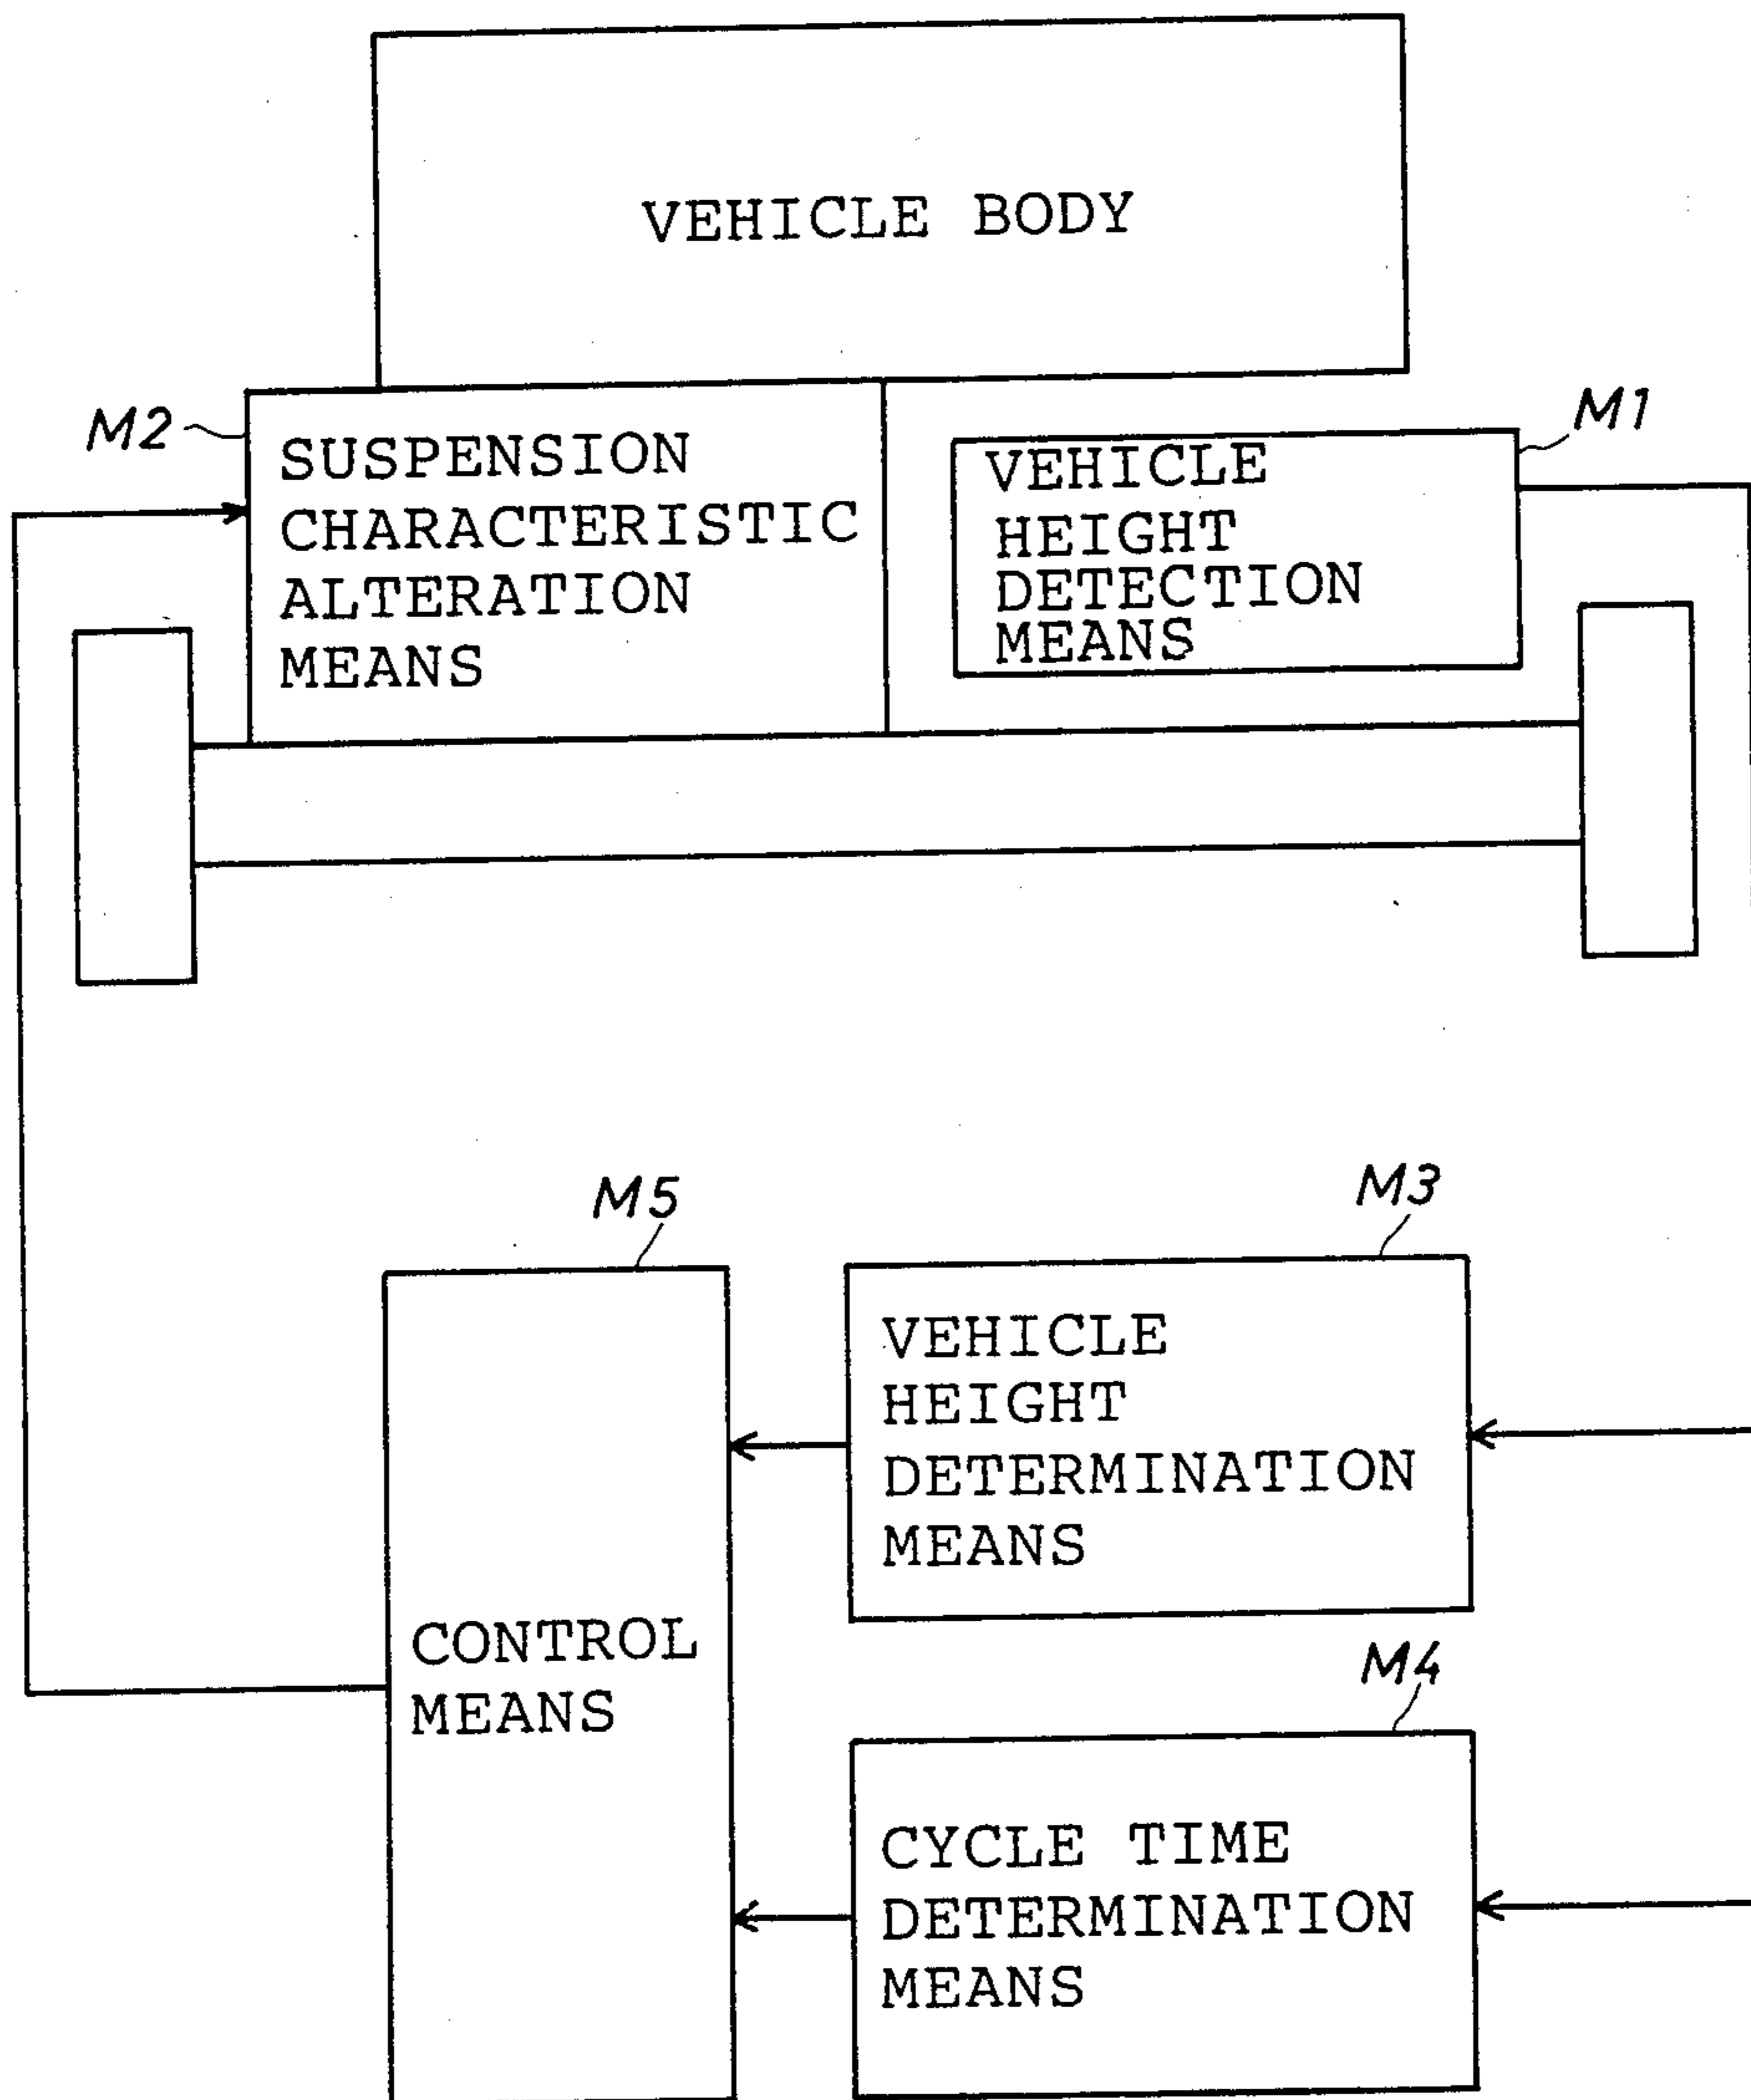 VEHICLE BODY
M2
SUSPENSION
CHARACTERISTIC
ALTERATION
MEANS
M1
VEHICLE
HEIGHT
DETECTION
MEANS
M5
CONTROL
MEANS
M3
VEHICLE
HEIGHT
DETERMINATION
MEANS
M4
CYCLE TIME
DETERMINATION
MEANS